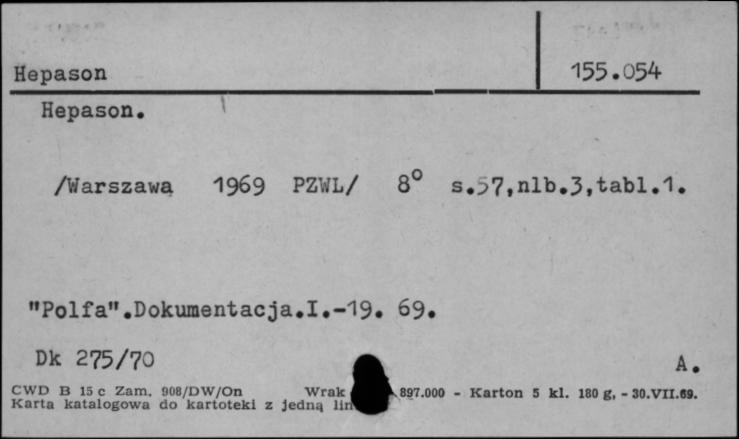 Hepason
155.054
Hepason.
/Warszawa 1969 PZWL/ 8° s.57,nlb.3,tabl.1.
"Polfa".Dokumentacja.I.-19. 69.
Dk 275/70
A.
CWD B 15 c Zam. 908/DW/On Wrak 897.000 - Karton 5 kl. 180 g, - 30.VII.69.
Karta katalogowa do kartoteki z jedną lin